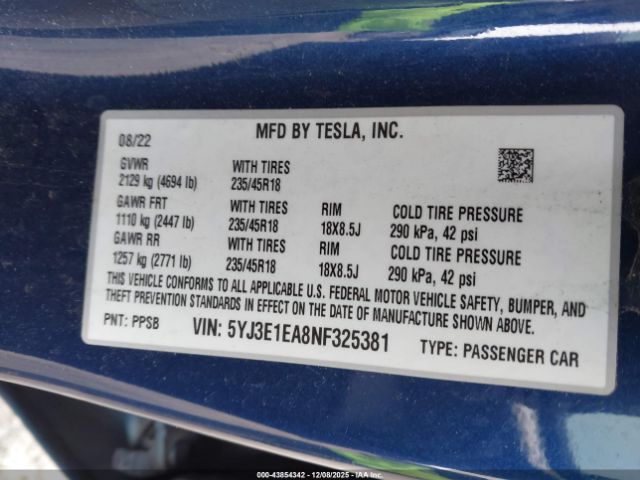 08/22
MFD BY TESLA, INC.
GVWR WITH TIRES
2129 kg (4694 lb) 235/45R18
GAWR FRT WITH TIRES RIM COLD TIRE PRESSURE
1110 kg (2447 lb) 235/45R18 18X8.5J 290 kPa, 42 psi
GAWR RR WITH TIRES RIM COLD TIRE PRESSURE
1257 kg (2771 lb) 235/45R18 18X8.5J 290 kPa, 42 psi
THIS VEHICLE CONFORMS TO ALL APPLICABLE U.S. FEDERAL MOTOR VEHICLE SAFETY, BUMPER, AND
THEFT PREVENTION STANDARDS IN EFFECT ON THE DATE OF MANUFACTURE SHOWN ABOVE.
PNT: PPSB VIN: 5YJ3E1EA8NF325381 TYPE: PASSENGER CAR
© IAA - 43854342 - 12/08/2025 - IAAI.COM